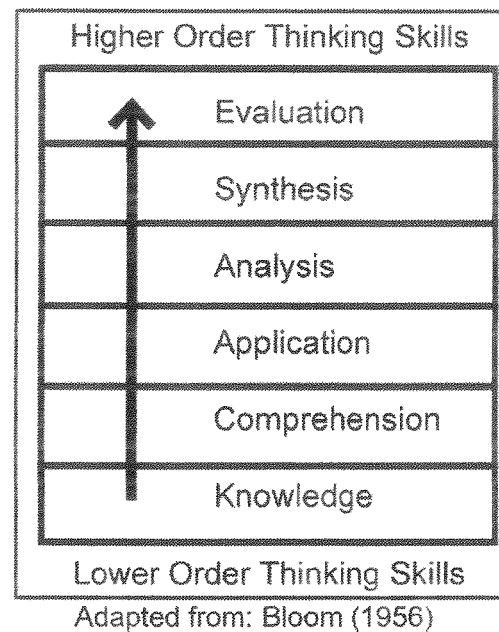 Higher Order Thinking Skills
Evaluation
Synthesis
Analysis
Application
Comprehension
Knowledge
Lower Order Thinking Skills
Adapted from: Bloom (1956)